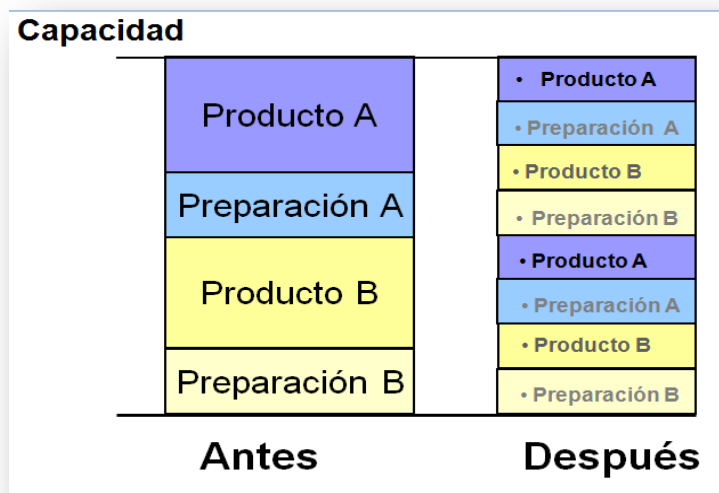 Capacidad
Producto A
Preparación A
Producto B
Preparación B
Antes
• Producto A
• Preparación A
• Producto B
• Preparación B
• Producto A
• Preparación A
• Producto B
• Preparación B
Después